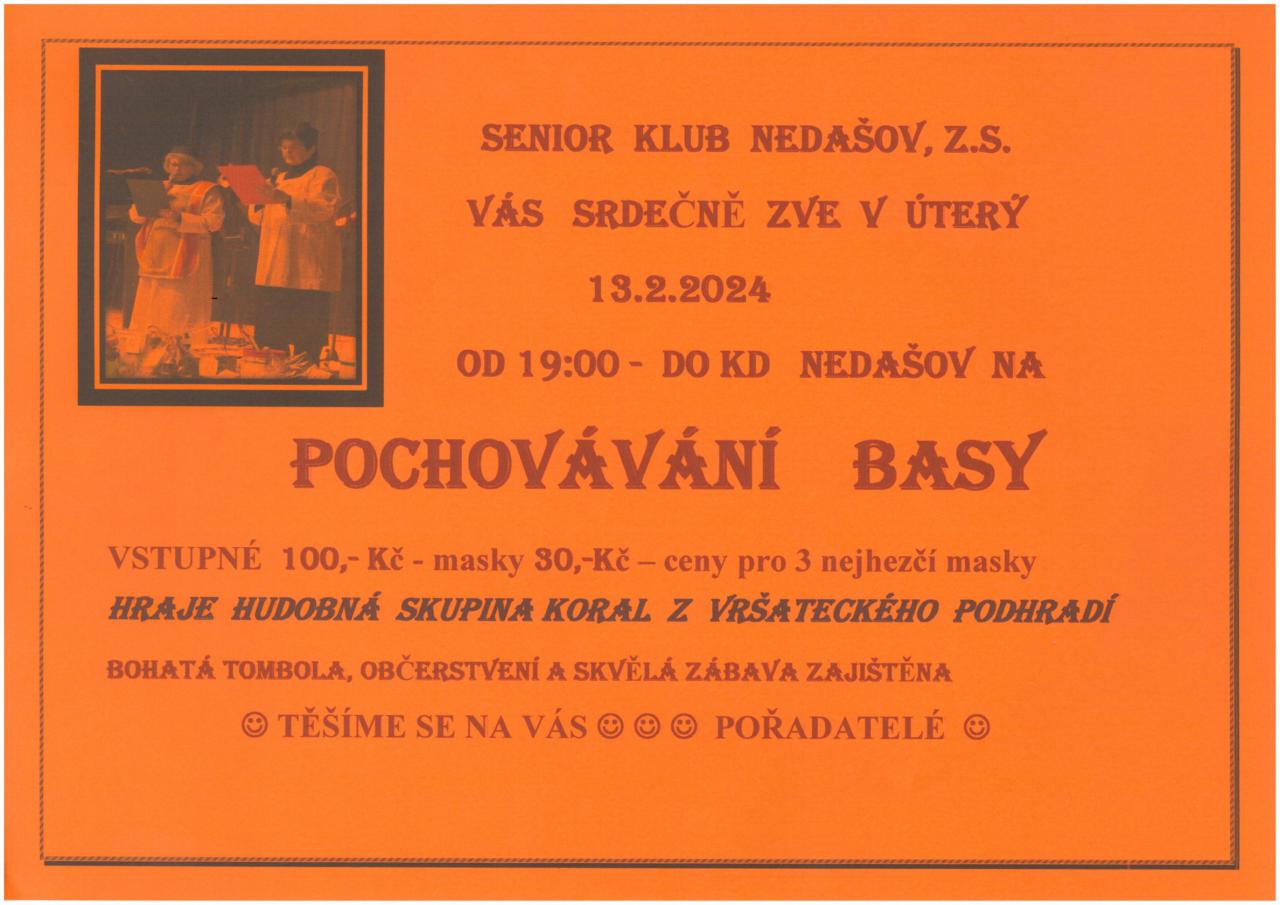 SENIOR KLUB NEDAŠOV, Z.S.
VÁS SRDEČNĚ ZVE V ÚTERÝ
13.2.2024
OD 19:00 - DO KD NEDAŠOV NA
POCHOVÁVÁNÍ BASY
VSTUPNÉ 100,- Kč - masky 30,-Kč – ceny pro 3 nejhezčí masky
HRAJE HUDOBNÁ SKUPINA KORAL Z VRŠATECKÉHO PODHRADÍ
BOHATÁ TOMBOLA, OBČERSTVENÍ A SKVĚLÁ ZÁBAVA ZAJIŠTĚNA
☺ TĚŠÍME SE NA VÁS ☺ ☺ ☺ POŘADATELÉ ☺